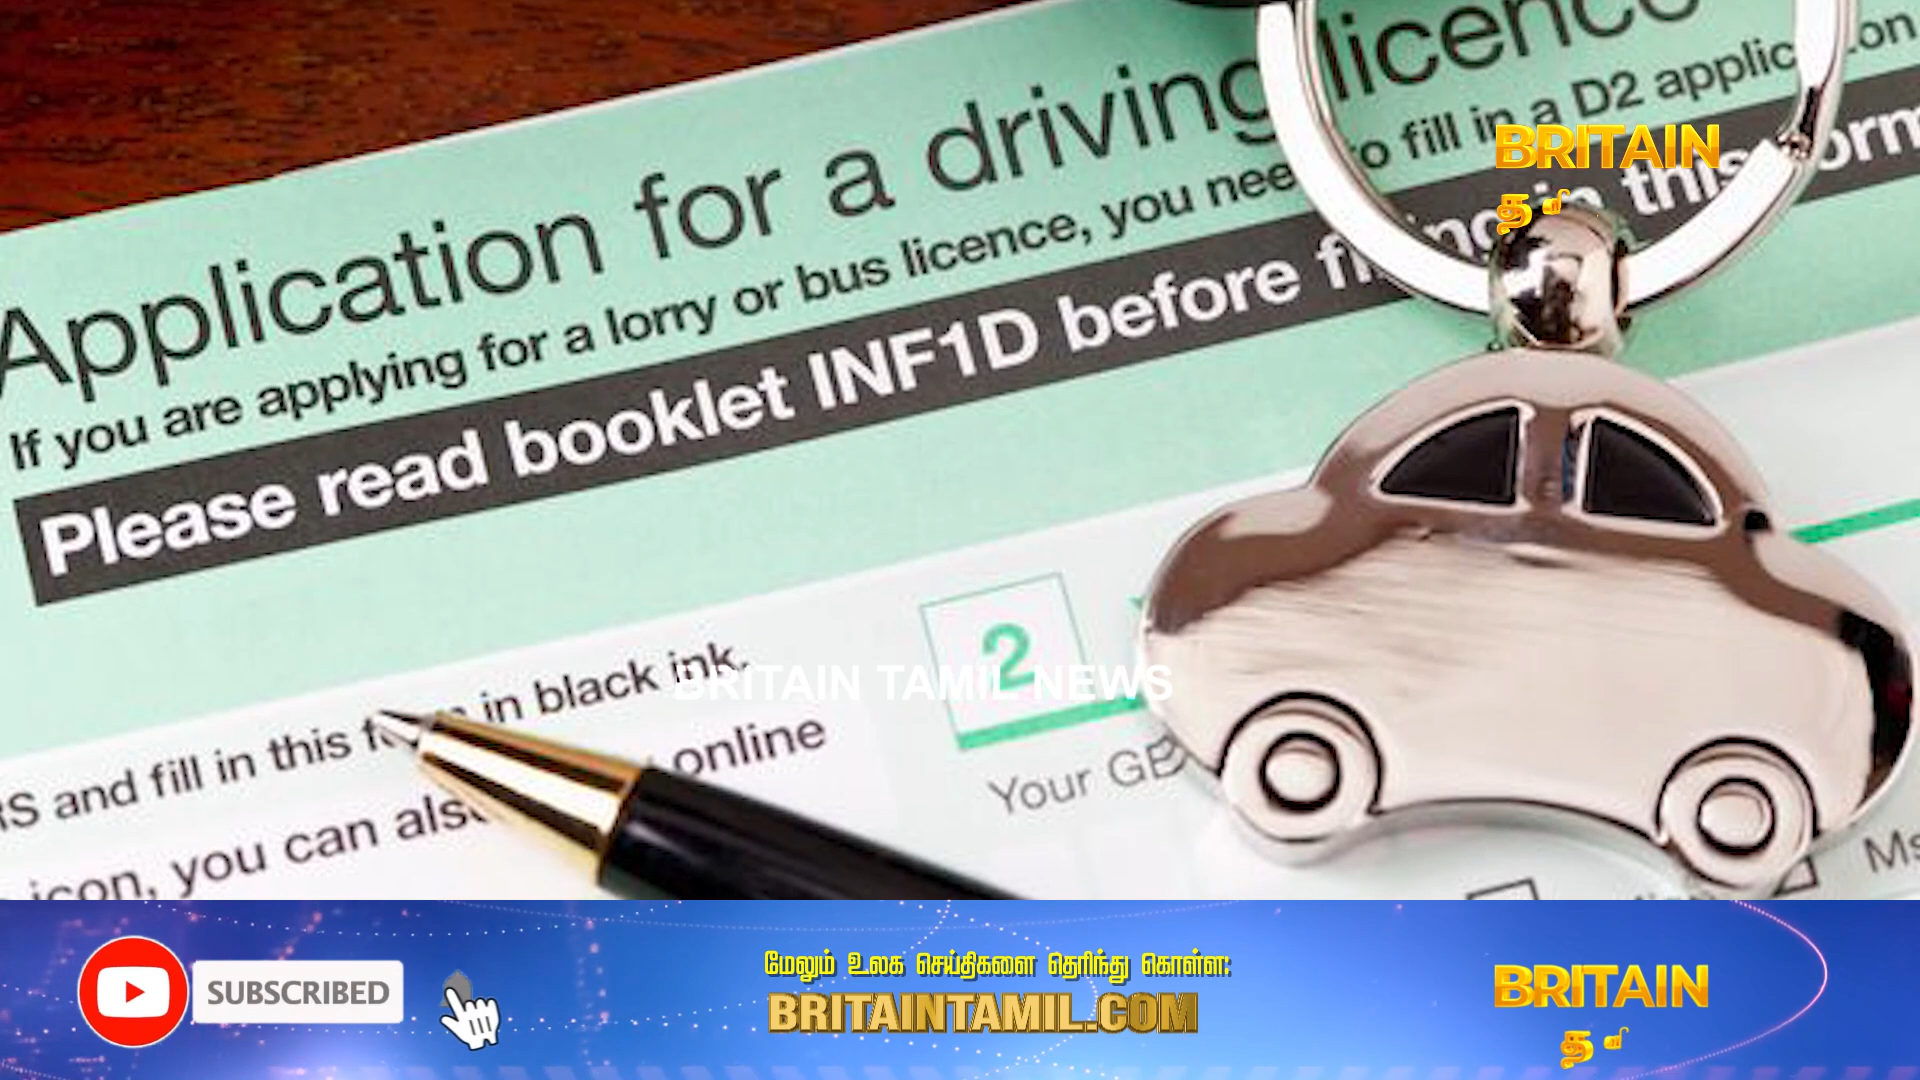 Application for a driving licence
If you are applying for a lorry or bus licence, you need to fill in a D2 application
Please read booklet INF1D before filling in this form
BRITAIN
த
2
and fill in this form in black ink.
BRITAIN TAMIL NEWS
online
icon, you can also
Your GB
Ms
SUBSCRIBED
மேலும் உலக செய்திகளை தெரிந்து கொள்ள:
BRITAINTAMIL.COM
BRITAIN
த